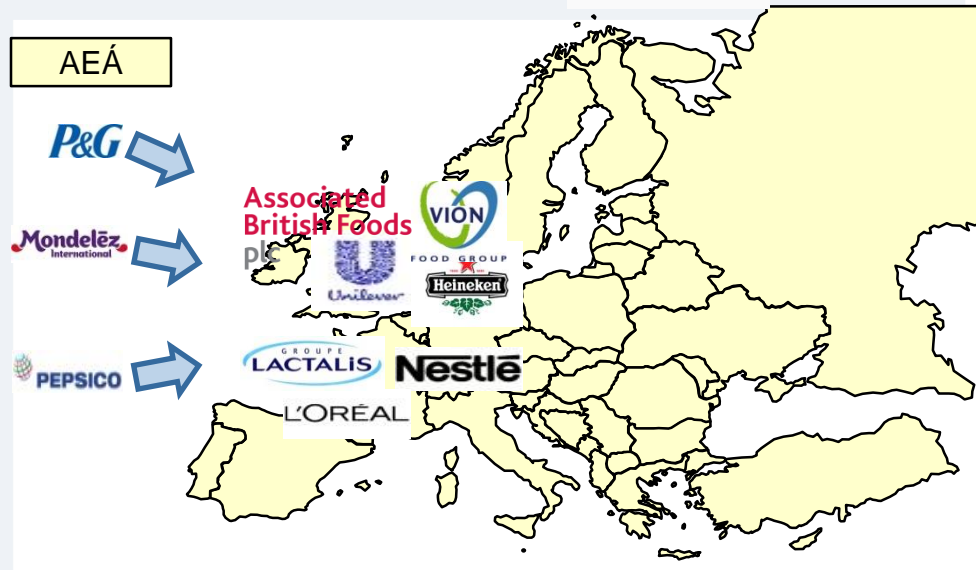 AEÁ
P&G
Mondelēz,
International
PEPSICO
Associated
British Foods
plc
Unilever
VION
FOOD GROUP
Heineken
GROUPE
LACTALIS
Nestlé
L'ORÉAL